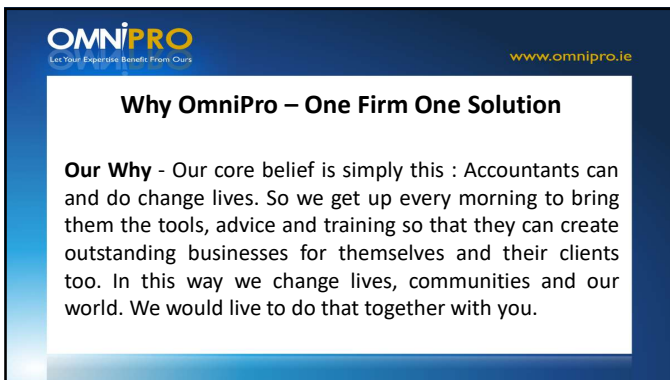 OMNIPRO
Let Your Expertise Benefit From Ours
www.omnipro.ie
Why OmniPro – One Firm One Solution
Our Why - Our core belief is simply this : Accountants can
and do change lives. So we get up every morning to bring
them the tools, advice and training so that they can create
outstanding businesses for themselves and their clients
too. In this way we change lives, communities and our
world. We would live to do that together with you.